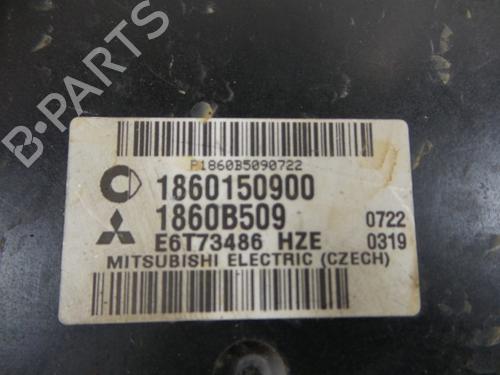 B-PARTS
P1860B5090722
1860150900
1860B509 0722
E6T73486 HZE 0319
MITSUBISHI ELECTRIC (CZECH)